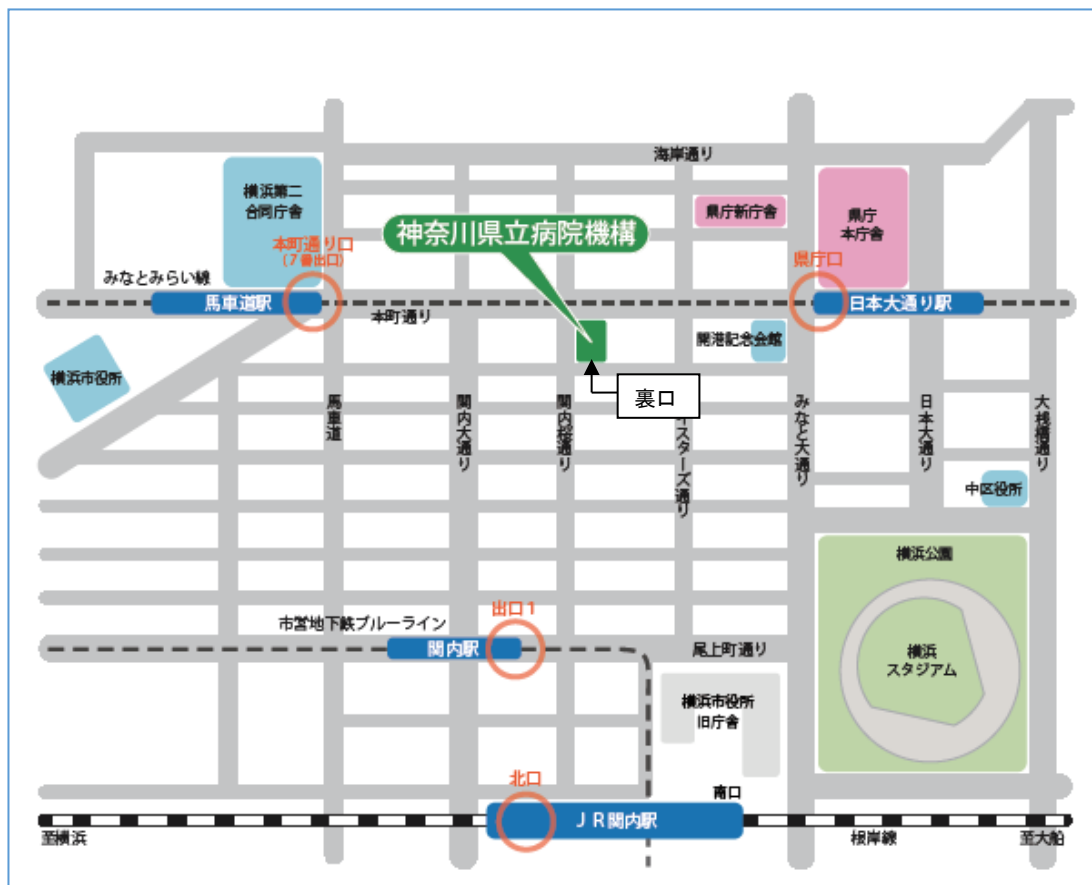 海岸通り
横浜第二
合同庁舎
県庁新庁舎
県庁
本庁舎
神奈川県立病院機構
本町通り口
(7番出口)
県庁口
みなとみらい線
馬車道駅
日本大通り駅
本町通り
開港記念会館
横浜市役所
裏口
馬車道
関内大通り
関内桜通り
イスターズ通り
みなと大通り
日本大通り
大桟橋通り
中区役所
横浜公園
出口1
市営地下鉄ブルーライン
関内駅
尾上町通り
横浜
スタジアム
横浜市役所
旧庁舎
北口
南口
JR関内駅
至横浜
根岸線
至大船